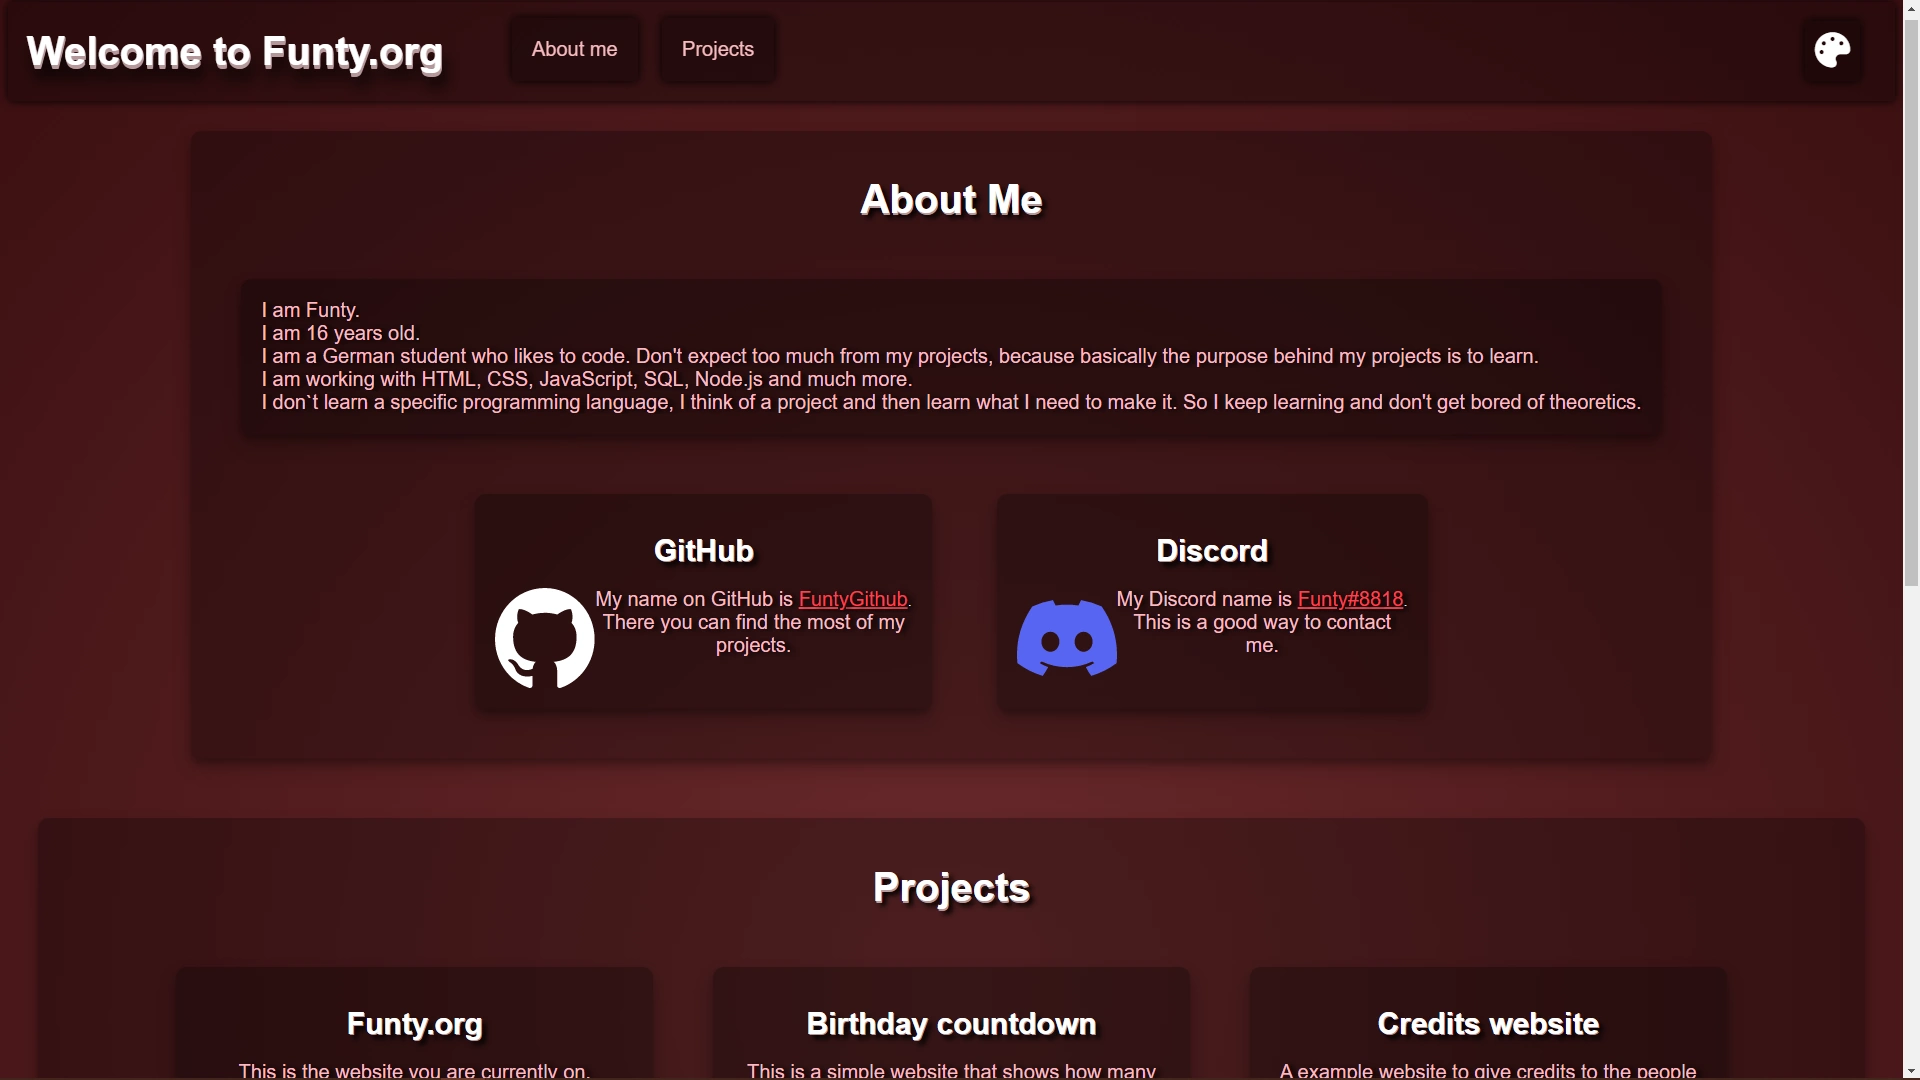 Welcome to Funty.org
About me
Projects
About Me
I am Funty.
I am 16 years old.
I am a German student who likes to code. Don't expect too much from my projects, because basically the purpose behind my projects is to learn.
I am working with HTML, CSS, JavaScript, SQL, Node.js and much more.
I don`t learn a specific programming language, I think of a project and then learn what I need to make it. So I keep learning and don't get bored of theoretics.
GitHub
My name on GitHub is FuntyGithub.
There you can find the most of my
projects.
Discord
My Discord name is Funty#8818.
This is a good way to contact
me.
Projects
Funty.org
This is the website you are currently on.
Birthday countdown
This is a simple website that shows how many
Credits website
A example website to give credits to the people